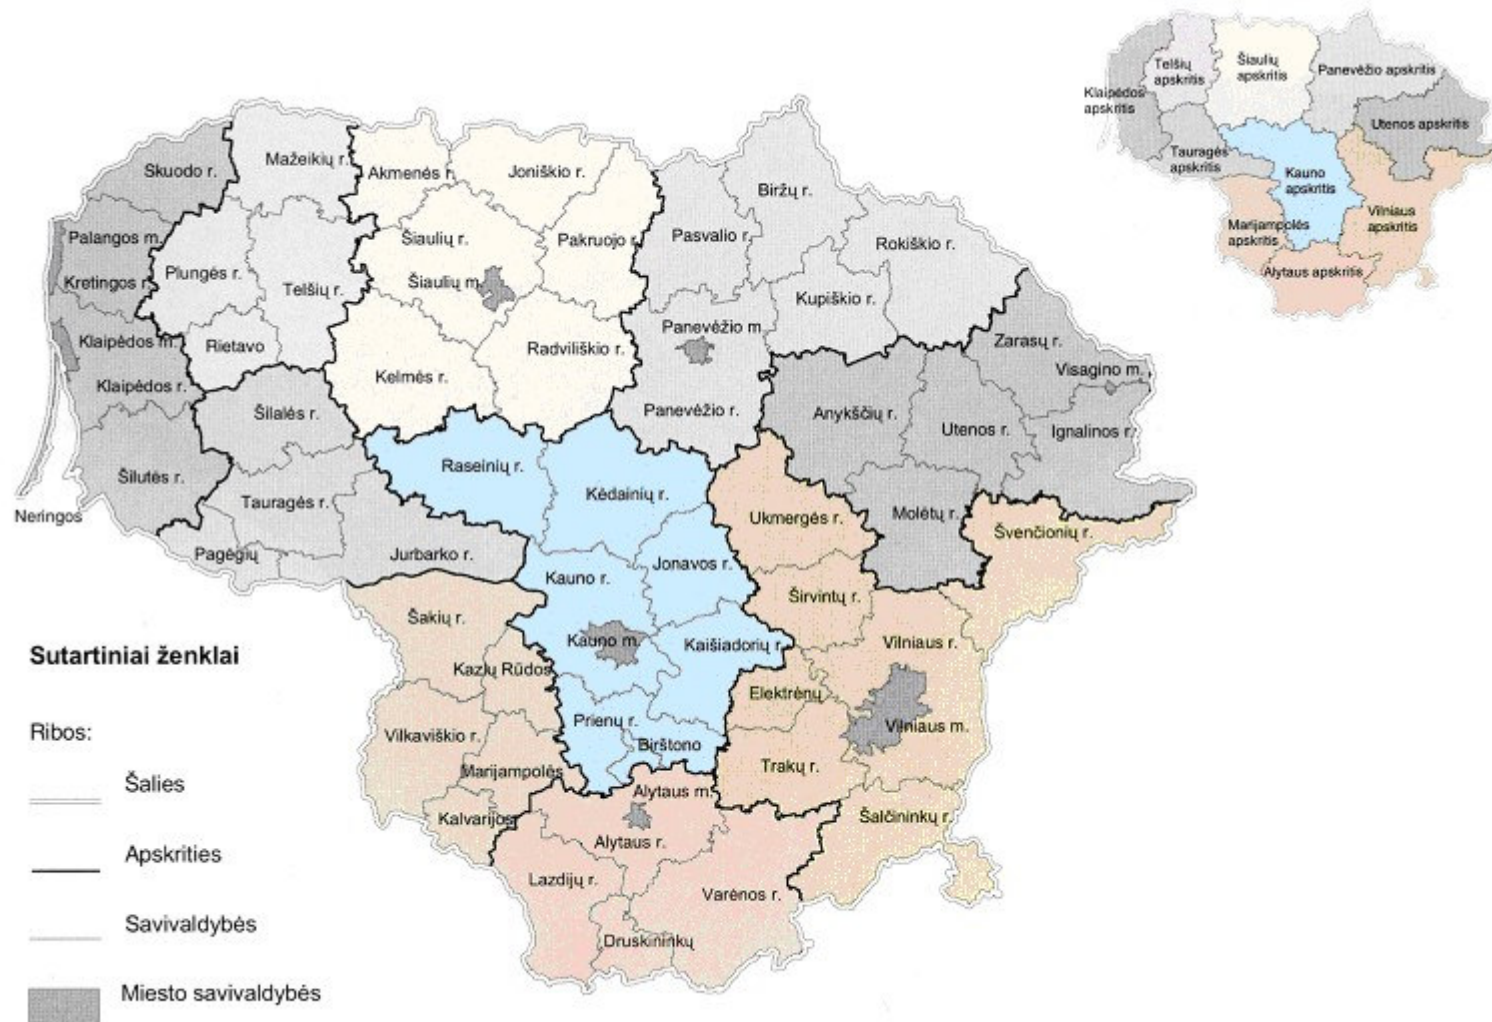 Telšių
apskritis
Šiaulių
apskritis
Panevėžio apskritis
Klaipėdos
apskritis
Utenos apskritis
Tauragės
apskritis
Kauno
apskritis
Marijampolės
apskritis
Vilniaus
apskritis
Alytaus apskritis
Skuodo r.
Mažeikių r.
Akmenės r.
Joniškio r.
Biržų r.
Palangos m.
Šiaulių r.
Pakruojo r.
Pasvalio r.
Rokiškio r.
Kretingos r.
Plungės r.
Telšių r.
Šiaulių m.
Kupiškio r.
Klaipėdos m.
Rietavo
Radviliškio r.
Panevėžio m.
Zarasų r.
Visagino m.
Klaipėdos r.
Kelmės r.
Šilalės r.
Panevėžio r.
Anykščių r.
Utenos r.
Ignalinos r.
Šilutės r.
Raseinių r.
Kėdainių r.
Neringos
Tauragės r.
Ukmergės r.
Molėtų r.
Švenčionių r.
Pagėgių
Jurbarko r.
Kauno r.
Jonavos r.
Širvintų r.
Šakių r.
Kauno m.
Kaišiadorių r.
Vilniaus r.
Sutartiniai ženklai
Kazlų Rūdos
Elektrėnų
Prienų r.
Vilniaus m.
Ribos:
Vilkaviškio r.
Birštono
Marijampolės
Trakų r.
Šalies
Alytaus m.
Kalvarijos
Šalčininkų r.
Alytaus r.
Apskrities
Lazdijų r.
Varėnos r.
Savivaldybės
Druskininkų
Miesto savivaldybės